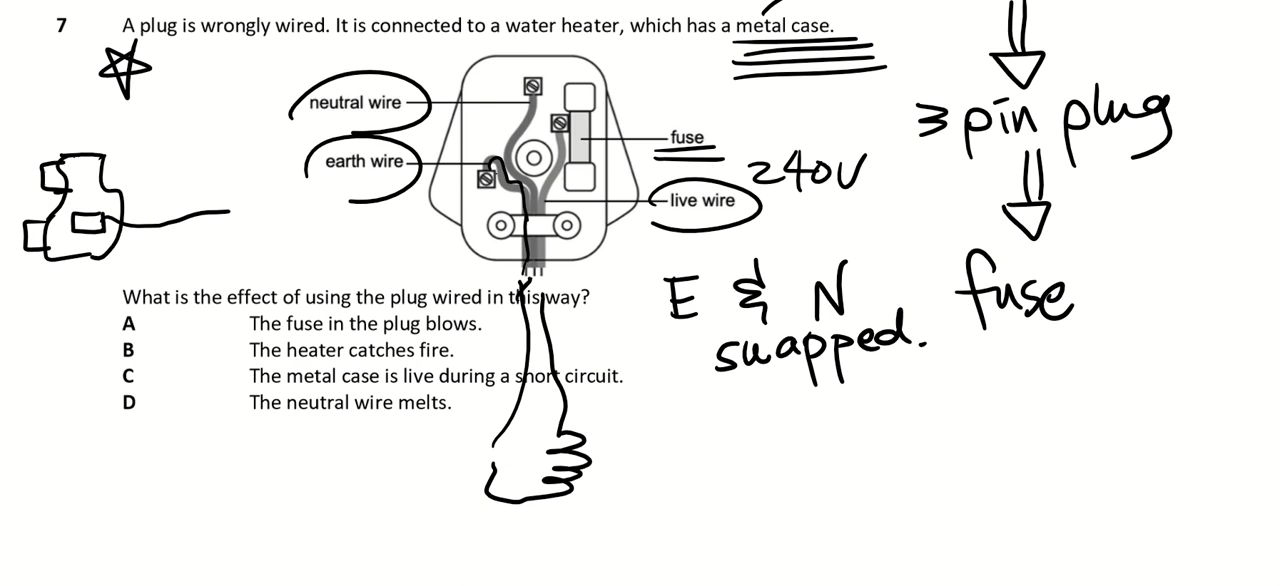 7 A plug is wrongly wired. It is connected to a water heater, which has a metal case.
neutral wire
earth wire
fuse
live wire
240V
3 pin plug
fuse
E & N
swapped.
What is the effect of using the plug wired in this way?
A The fuse in the plug blows.
B The heater catches fire.
C The metal case is live during a short circuit.
D The neutral wire melts.